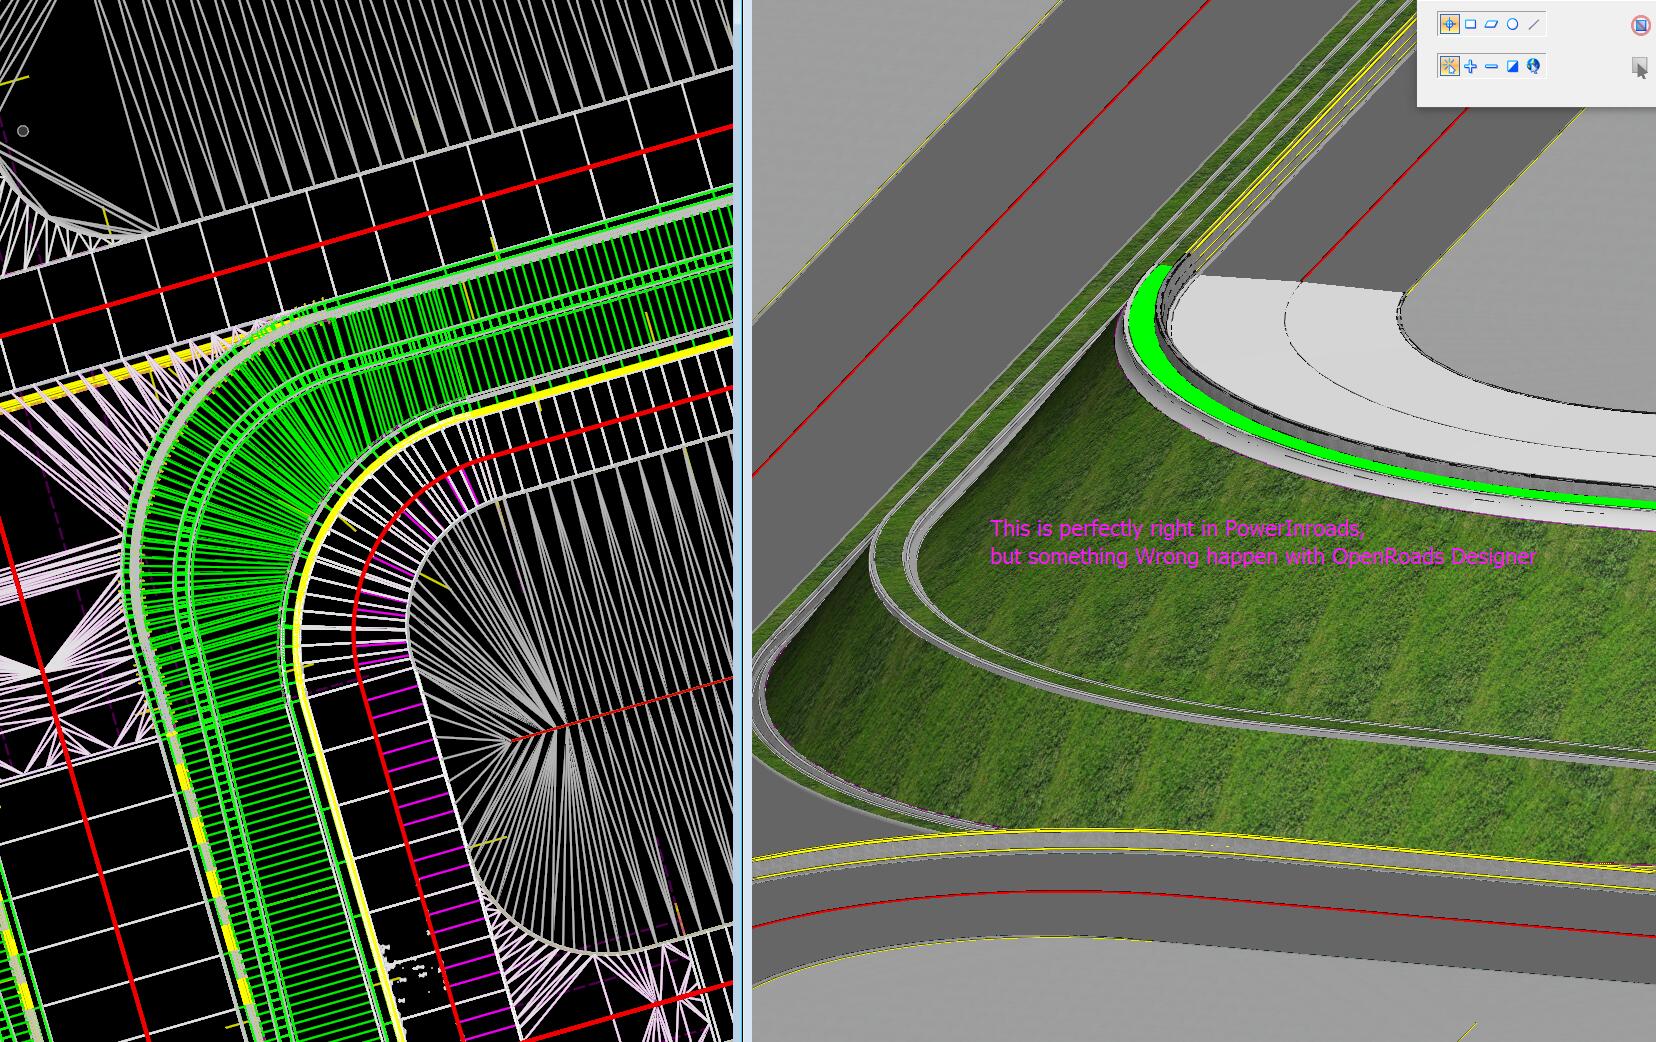 This is perfectly right in PowerInroads,
but something Wrong happen with OpenRoads Designer